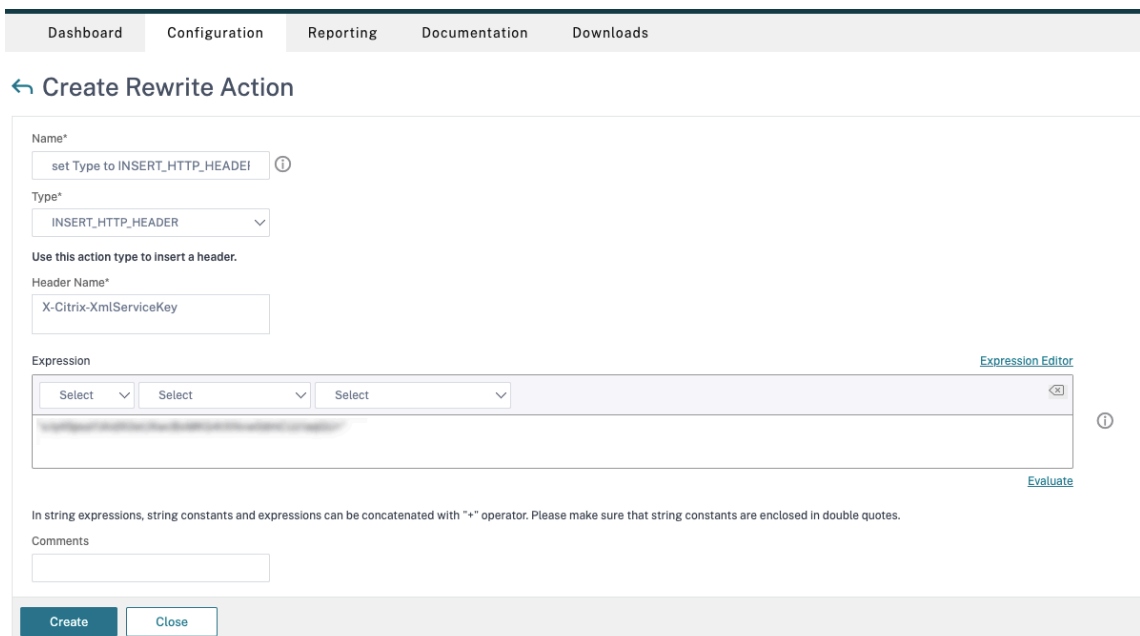 Dashboard Configuration Reporting Documentation Downloads
Create Rewrite Action
Name*
set Type to INSERT_HTTP_HEADER
Type*
INSERT_HTTP_HEADER
Use this action type to insert a header.
Header Name*
X-Citrix-XmlServiceKey
Expression Expression Editor
Select Select Select
Evaluate
In string expressions, string constants and expressions can be concatenated with "+" operator. Please make sure that string constants are enclosed in double quotes.
Comments
Create Close